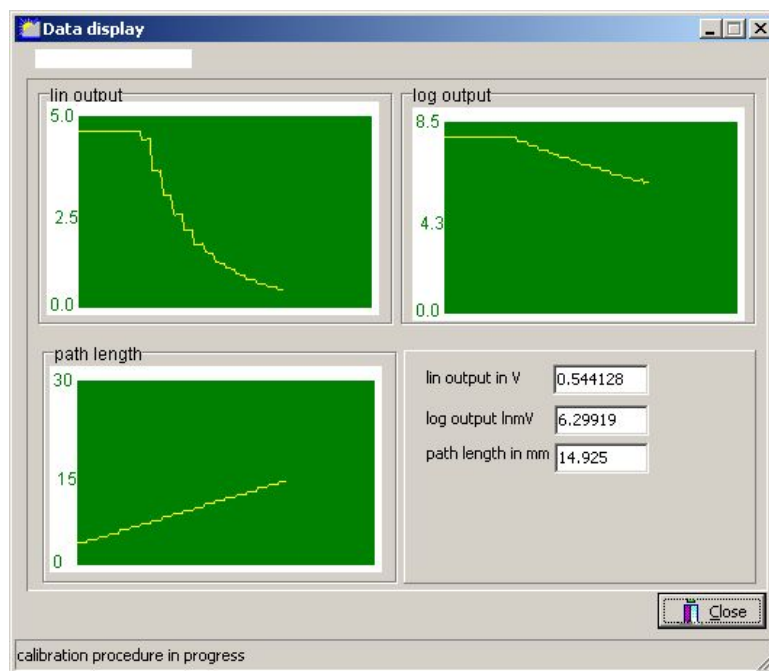 Data display
lin output
5.0
2.5
0.0
log output
8.5
4.3
0.0
path length
30
15
0
lin output in V 0.544128
log output lnmV 6.29919
path length in mm 14.925
Close
calibration procedure in progress